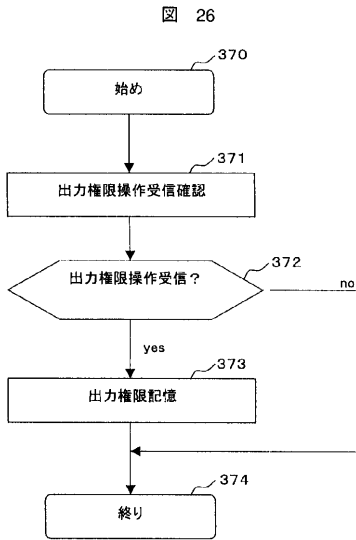 図 26
370
始め
371
出力権限操作受信確認
372
出力権限操作受信？
no
yes
373
出力権限記憶
374
終り